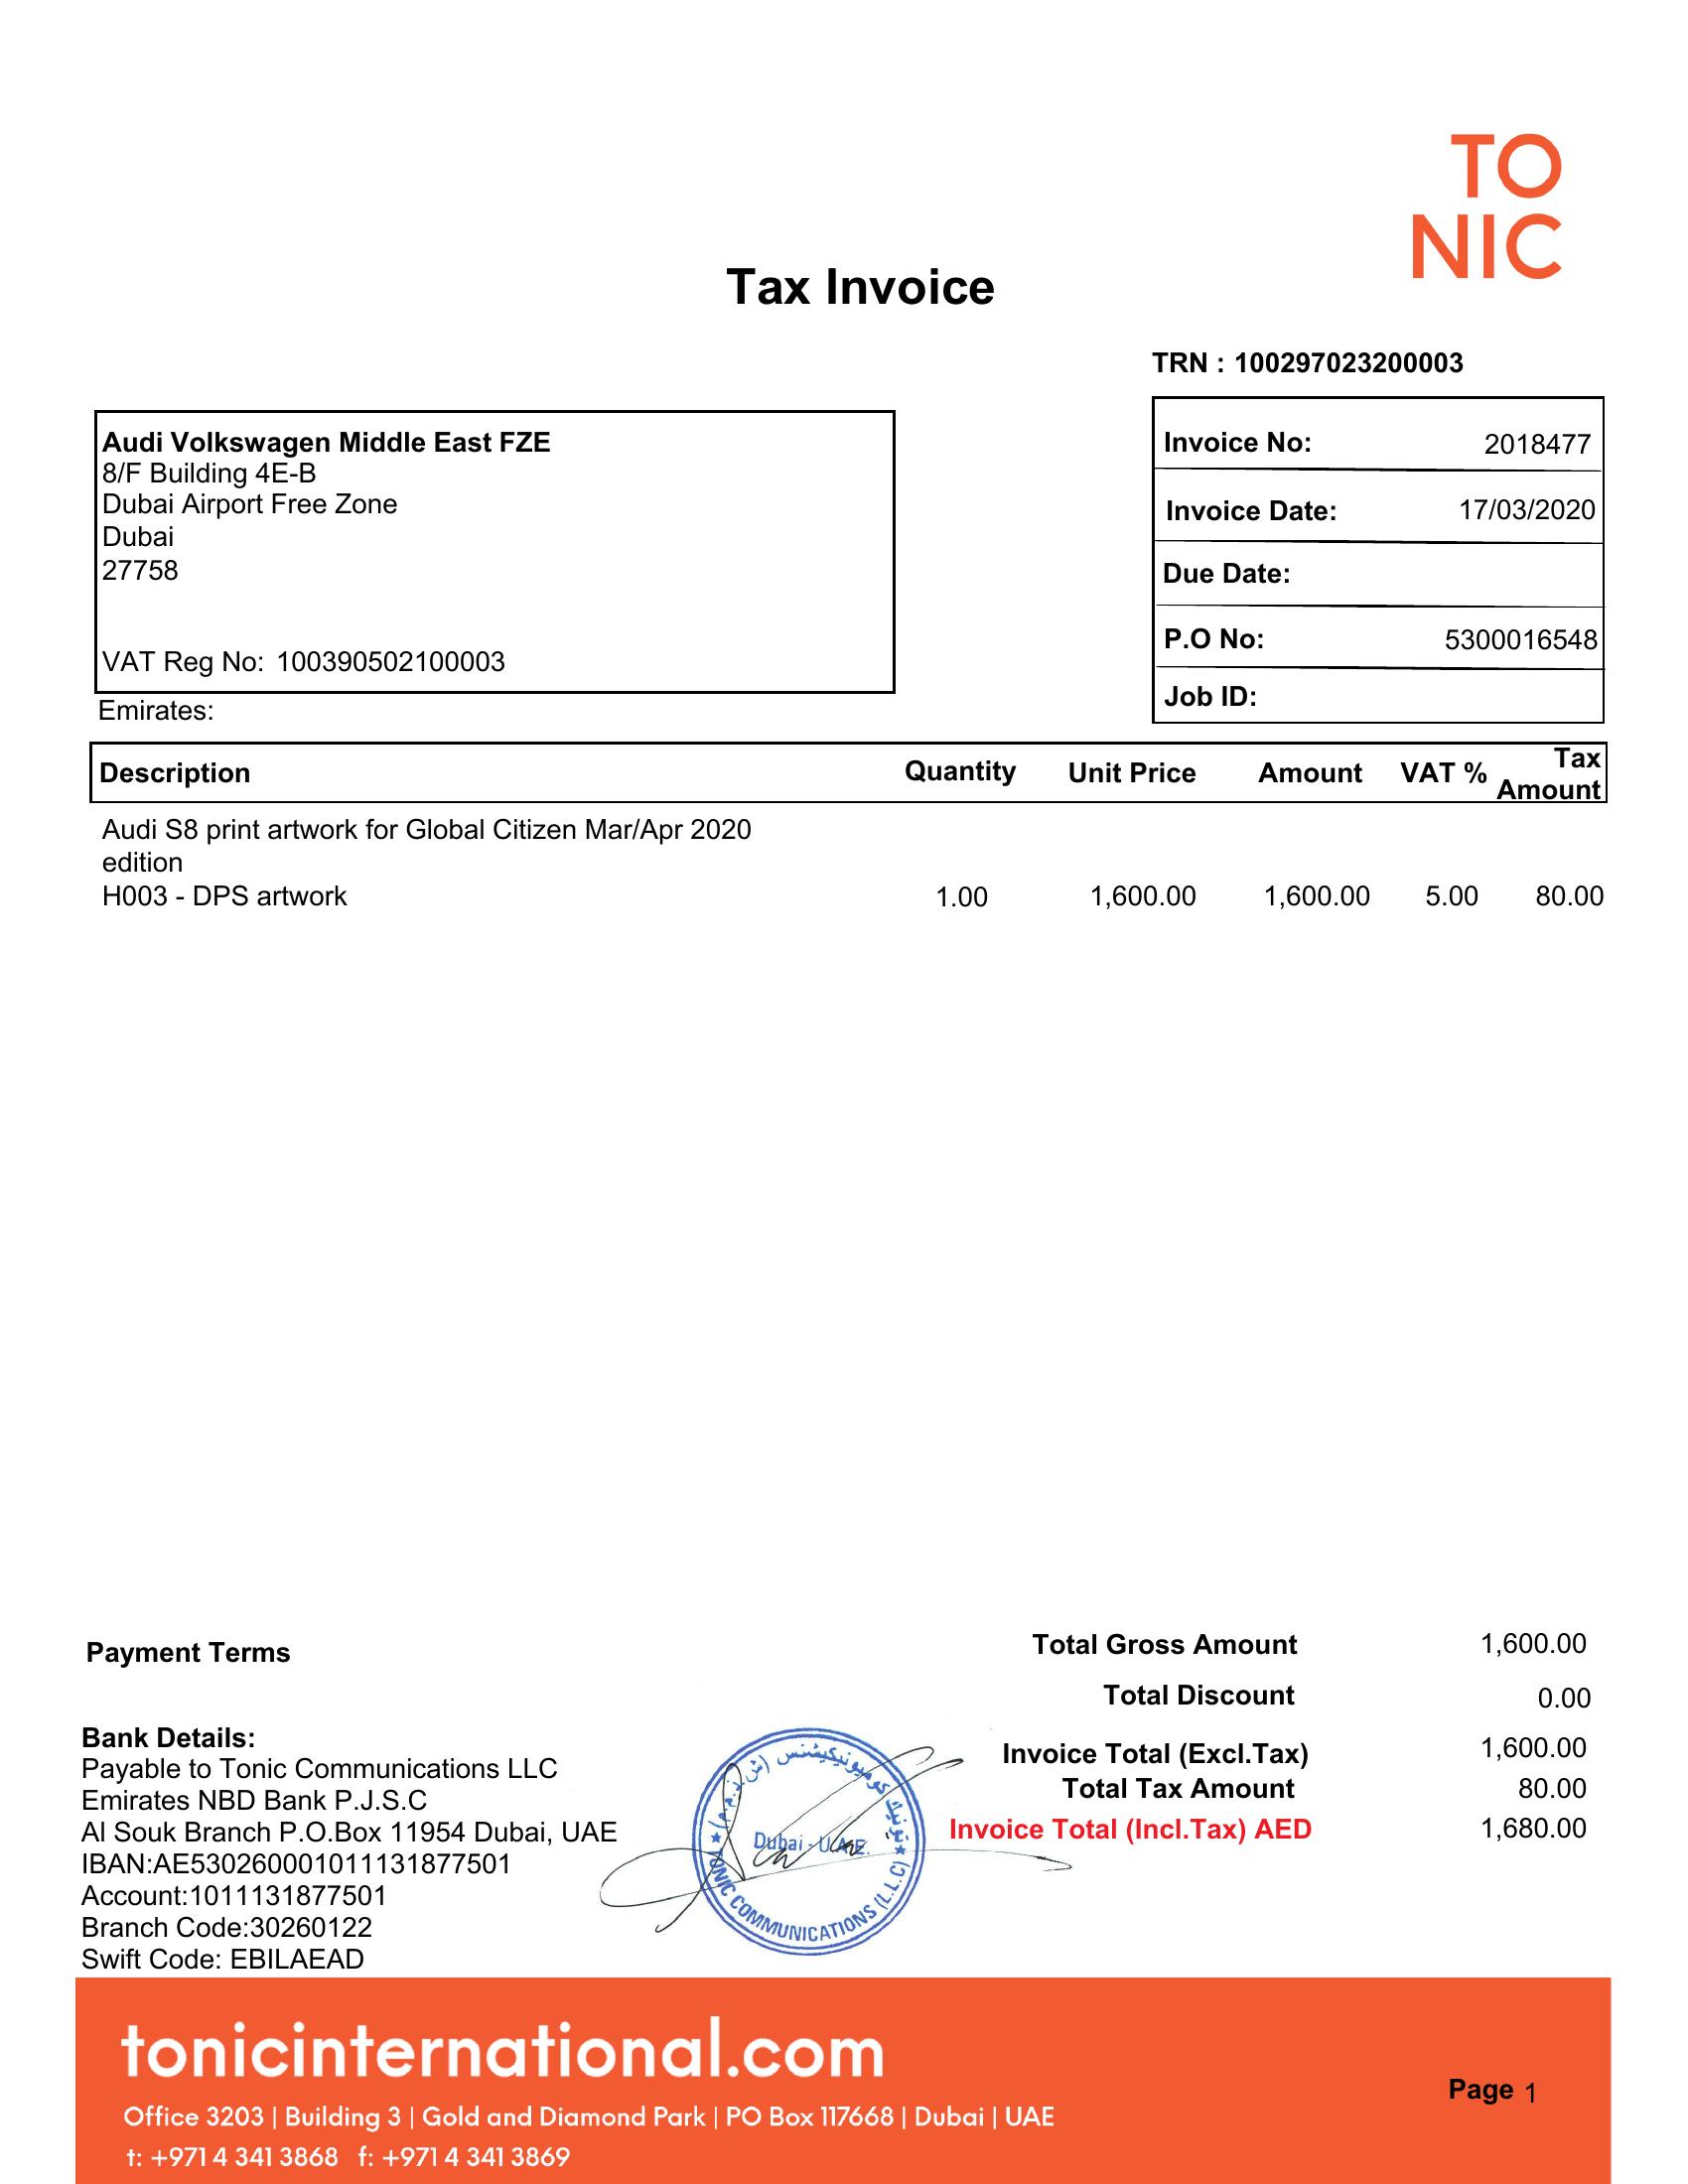 TO
NIC
Tax Invoice
TRN : 100297023200003
Audi Volkswagen Middle East FZE
8/F Building 4E-B
Dubai Airport Free Zone
Dubai
27758
VAT Reg No: 100390502100003
Emirates:
Invoice No: 2018477
Invoice Date: 17/03/2020
Due Date:
P.O No: 5300016548
Job ID:
Description Quantity Unit Price Amount VAT % Tax Amount
Audi S8 print artwork for Global Citizen Mar/Apr 2020
edition
H003 - DPS artwork 1.00 1,600.00 1,600.00 5.00 80.00
Payment Terms
Total Gross Amount 1,600.00
Total Discount 0.00
Invoice Total (Excl.Tax) 1,600.00
Total Tax Amount 80.00
Invoice Total (Incl.Tax) AED 1,680.00
Bank Details:
Payable to Tonic Communications LLC
Emirates NBD Bank P.J.S.C
Al Souk Branch P.O.Box 11954 Dubai, UAE
IBAN:AE530260001011131877501
Account:1011131877501
Branch Code:30260122
Swift Code: EBILAEAD
تونيك كوميونيكيشنس (ش.ذ.م.م)
Dubai - U.A.E.
TONIC COMMUNICATIONS (L.L.C)
tonicinternational.com
Office 3203 | Building 3 | Gold and Diamond Park | PO Box 117668 | Dubai | UAE
t: +971 4 341 3868 f: +971 4 341 3869
Page 1